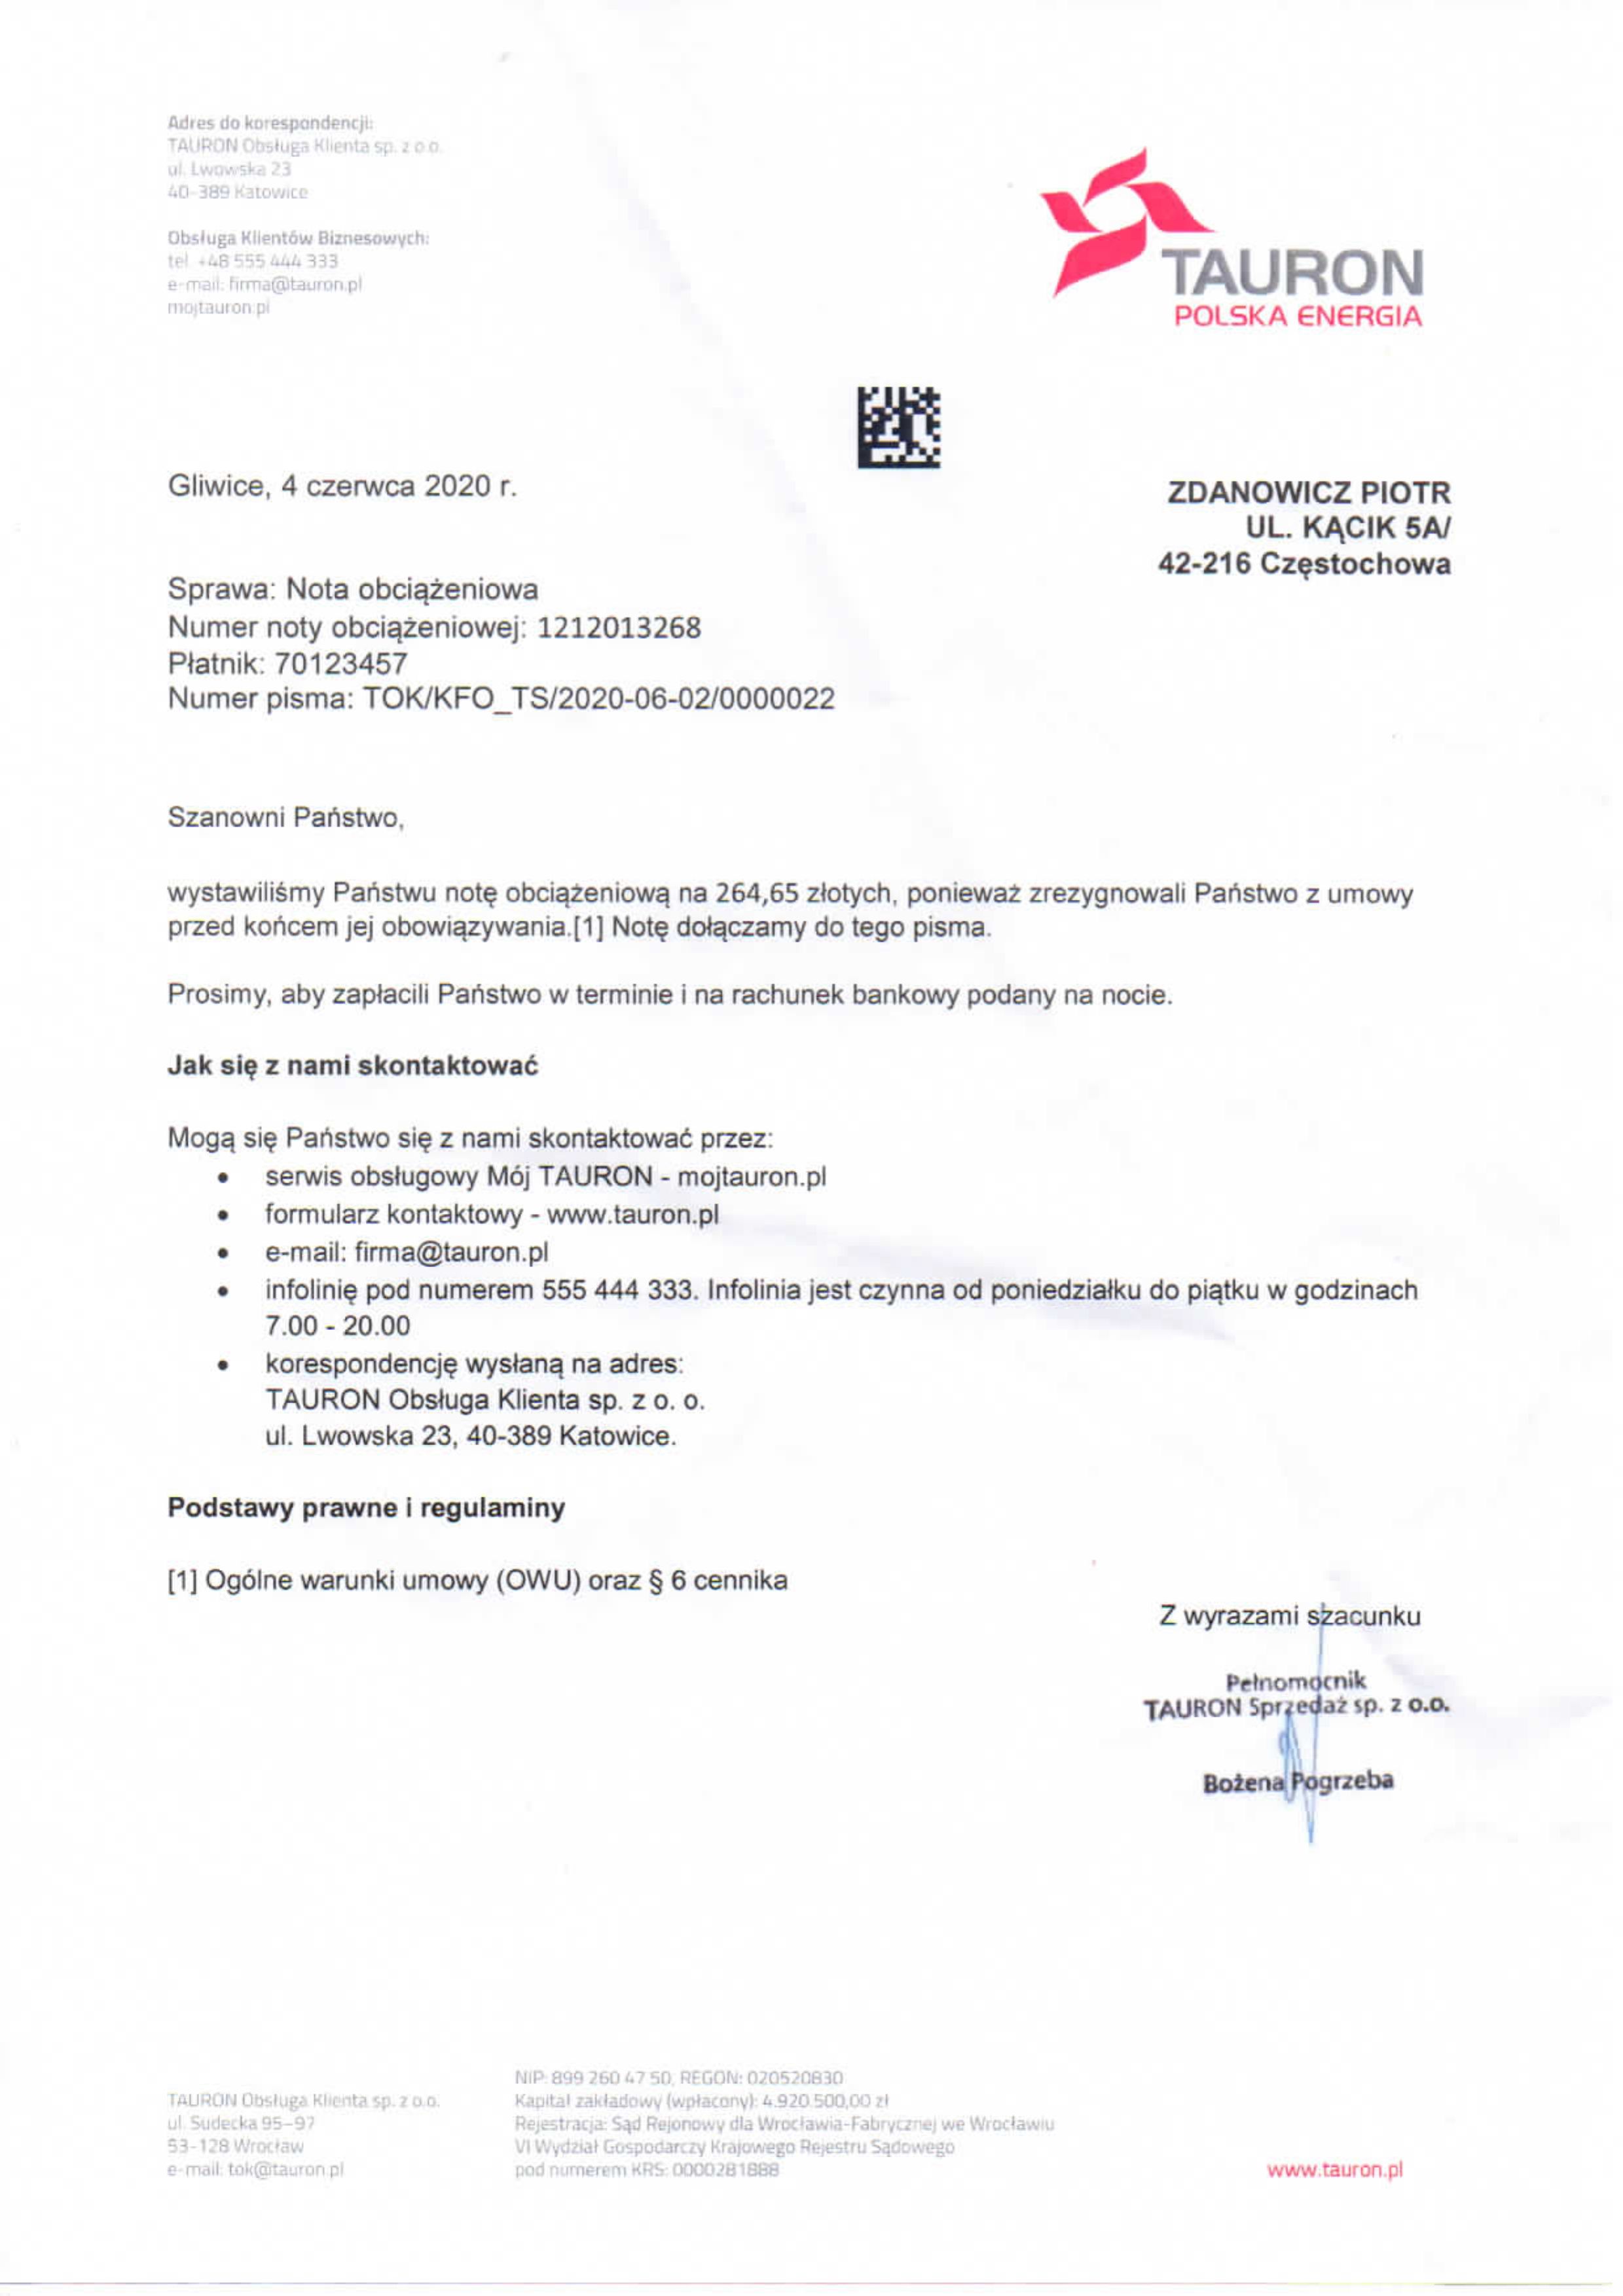 Adres do korespondencji:
TAURON Obsługa Klienta sp. z o.o.
ul. Lwowska 23
40-389 Katowice
Obsługa Klientów Biznesowych:
tel. +48 555 444 333
e-mail: firma@tauron.pl
mojtauron.pl
TAURON
POLSKA ENERGIA
Gliwice, 4 czerwca 2020 r.
ZDANOWICZ PIOTR
UL. KĄCIK 5A/
42-216 Częstochowa
Sprawa: Nota obciążeniowa
Numer noty obciążeniowej: 1212013268
Płatnik: 70123457
Numer pisma: TOK/KFO_TS/2020-06-02/0000022
Szanowni Państwo,
wystawiliśmy Państwu notę obciążeniową na 264,65 złotych, ponieważ zrezygnowali Państwo z umowy
przed końcem jej obowiązywania.[1] Notę dołączamy do tego pisma.
Prosimy, aby zapłacili Państwo w terminie i na rachunek bankowy podany na nocie.
Jak się z nami skontaktować
Mogą się Państwo się z nami skontaktować przez:
• serwis obsługowy Mój TAURON - mojtauron.pl
• formularz kontaktowy - www.tauron.pl
• e-mail: firma@tauron.pl
• infolinię pod numerem 555 444 333. Infolinia jest czynna od poniedziałku do piątku w godzinach
7.00 - 20.00
• korespondencję wysłaną na adres:
TAURON Obsługa Klienta sp. z o. o.
ul. Lwowska 23, 40-389 Katowice.
Podstawy prawne i regulaminy
[1] Ogólne warunki umowy (OWU) oraz § 6 cennika
Z wyrazami szacunku
Pełnomocnik
TAURON Sprzedaż sp. z o.o.
Bożena Pogrzeba
TAURON Obsługa Klienta sp. z o.o.
ul. Sudecka 95–97
53-128 Wrocław
e-mail: tok@tauron.pl
NIP: 899 260 47 50, REGON: 020520830
Kapitał zakładowy (wpłacony): 4.920.500,00 zł
Rejestracja: Sąd Rejonowy dla Wrocławia-Fabrycznej we Wrocławiu
VI Wydział Gospodarczy Krajowego Rejestru Sądowego
pod numerem KRS: 0000281888
www.tauron.pl